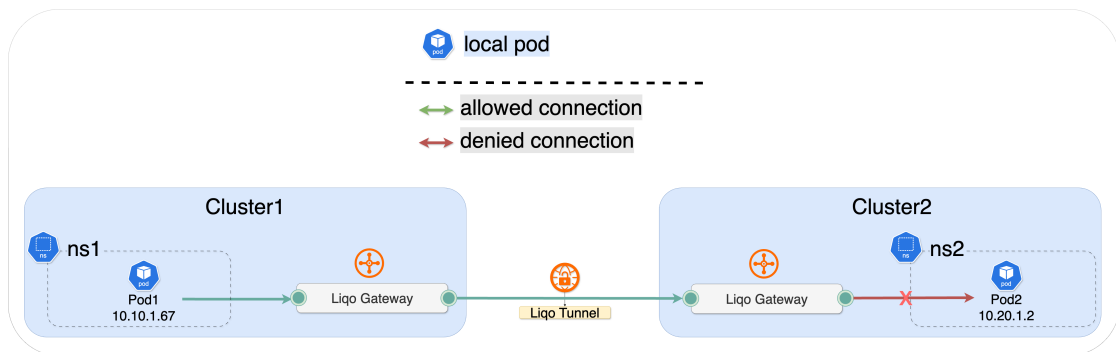 pod
local pod
allowed connection
denied connection
Cluster1
Cluster2
ns
ns1
ns
ns2
pod
Pod1
10.10.1.67
Liqo Gateway
Liqo Tunnel
Liqo Gateway
X
pod
Pod2
10.20.1.2